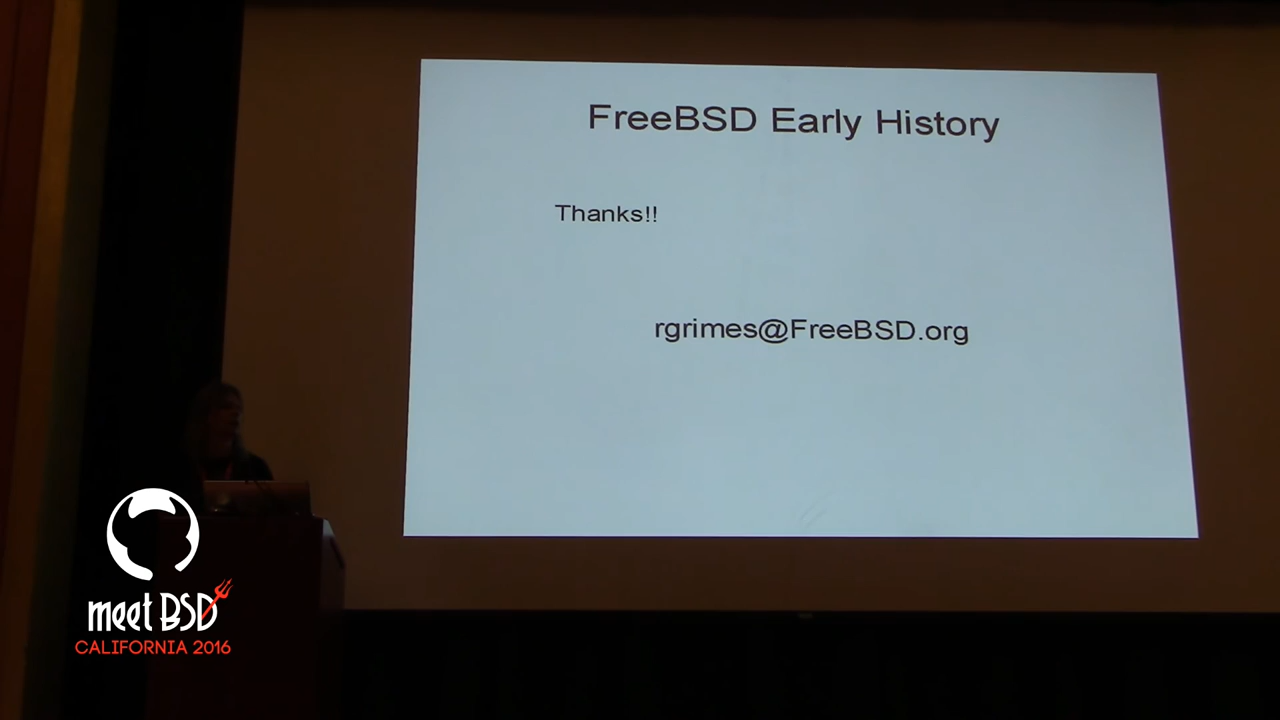 FreeBSD Early History
Thanks!!
rgrimes@FreeBSD.org
meet BSD
CALIFORNIA 2016